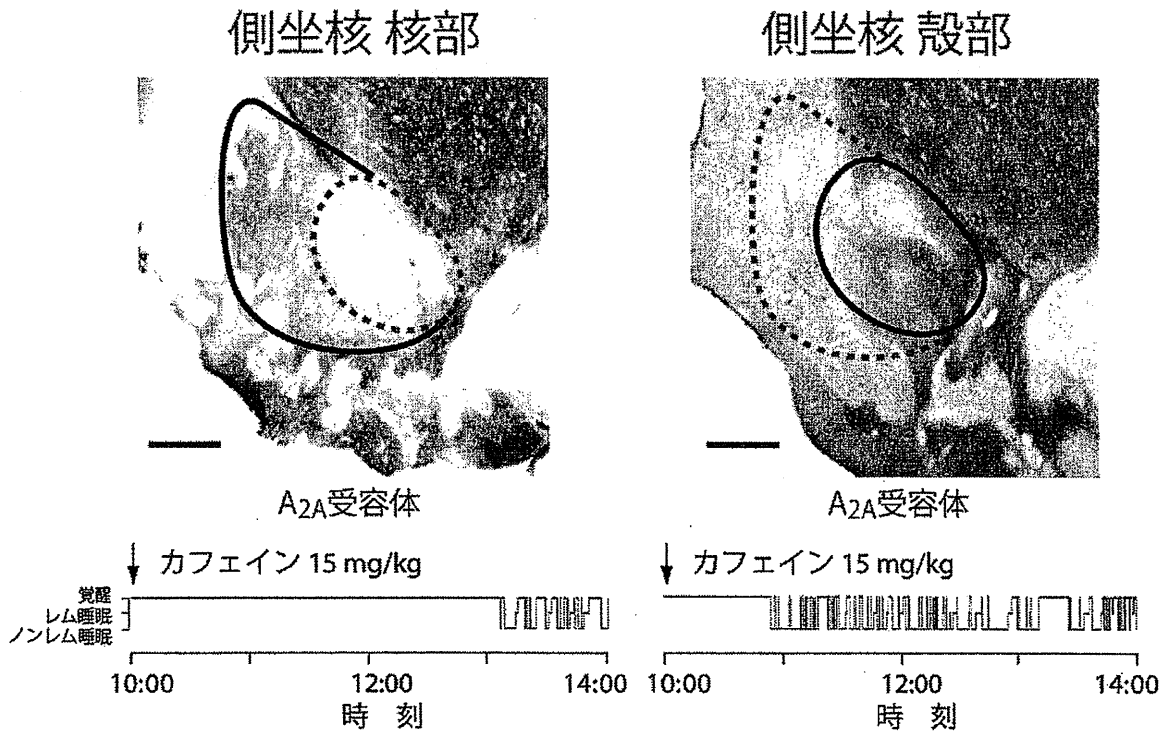 側坐核 核部
側坐核 殻部
A2A受容体
A2A受容体
カフェイン 15 mg/kg
カフェイン 15 mg/kg
覚醒
レム睡眠
ノンレム睡眠
10:00 12:00 14:00
10:00 12:00 14:00
時 刻
時 刻